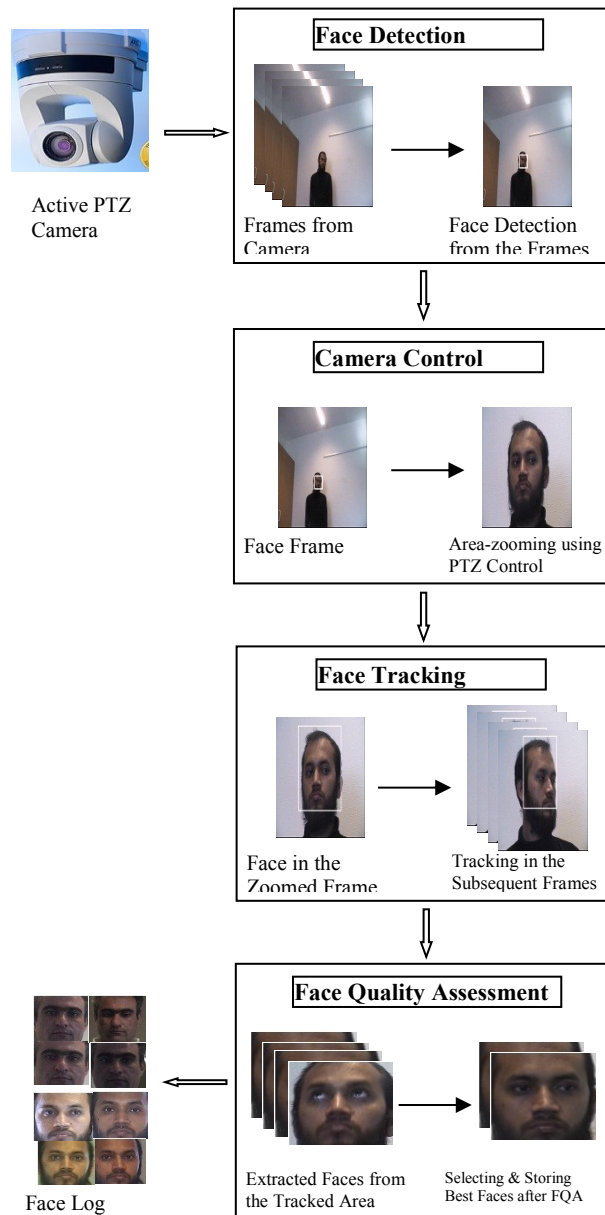 Face Detection
Active PTZ
Camera
Frames from
Camera
Face Detection
from the Frames
Camera Control
Face Frame
Area-zooming using
PTZ Control
Face Tracking
Face in the
Zoomed Frame
Tracking in the
Subsequent Frames
Face Quality Assessment
Extracted Faces from
the Tracked Area
Selecting & Storing
Best Faces after FQA
Face Log